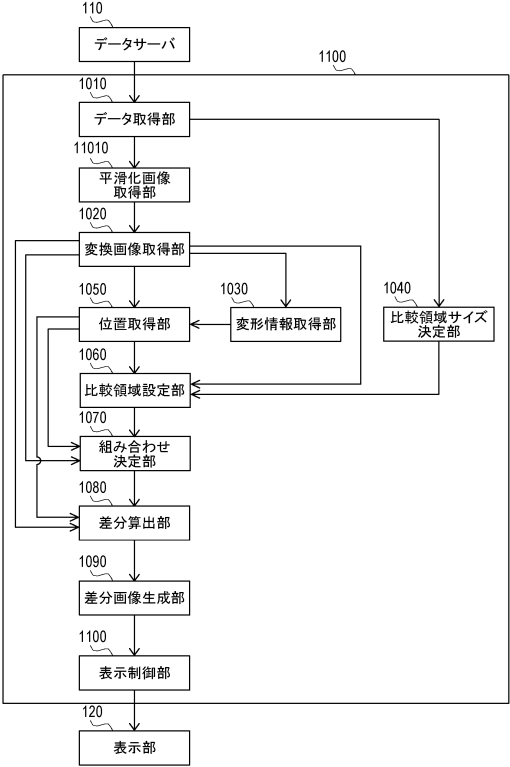 110
データサーバ
1100
1010
データ取得部
11010
平滑化画像
取得部
1020
変換画像取得部
1050
位置取得部
1030
変形情報取得部
1040
比較領域サイズ
決定部
1060
比較領域設定部
1070
組み合わせ
決定部
1080
差分算出部
1090
差分画像生成部
1100
表示制御部
120
表示部